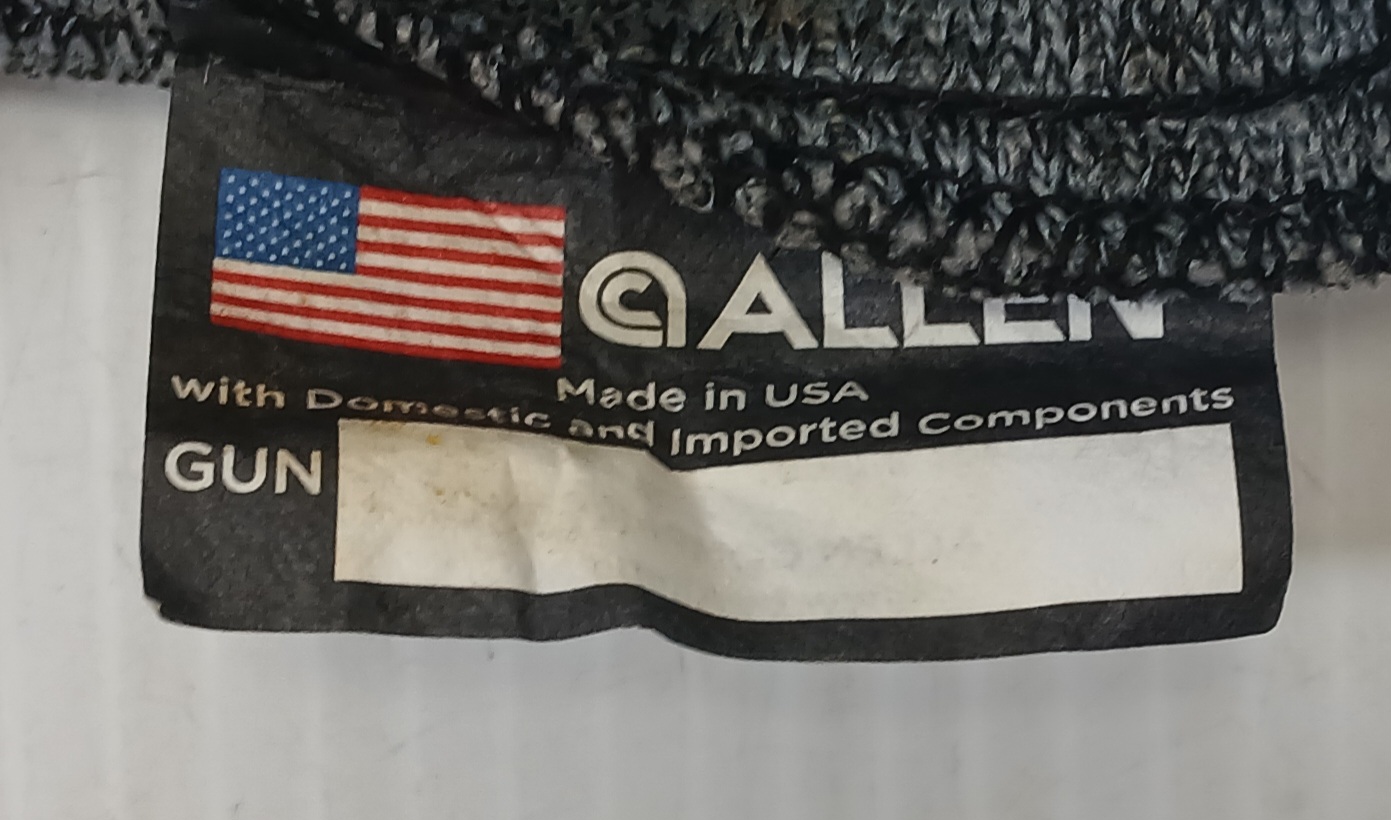 ALLEN
Made in USA
With Domestic and Imported Components
GUN